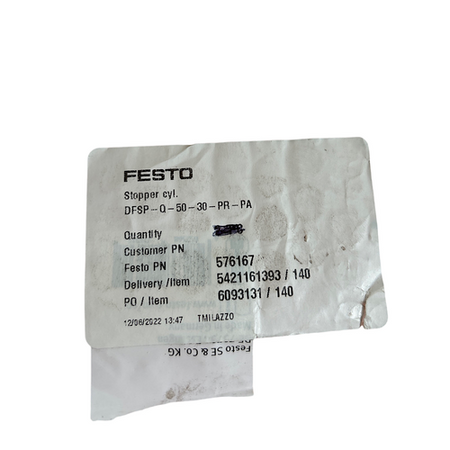 FESTO
Stopper cyl.
DFSP-Q-50-30-PR-PA
Quantity
Customer PN
Festo PN 576167
Delivery /Item 5421161393 / 140
PO / Item 6093131 / 140
12/06/2022 13:47 TMILAZZO
Festo SE & Co. KG